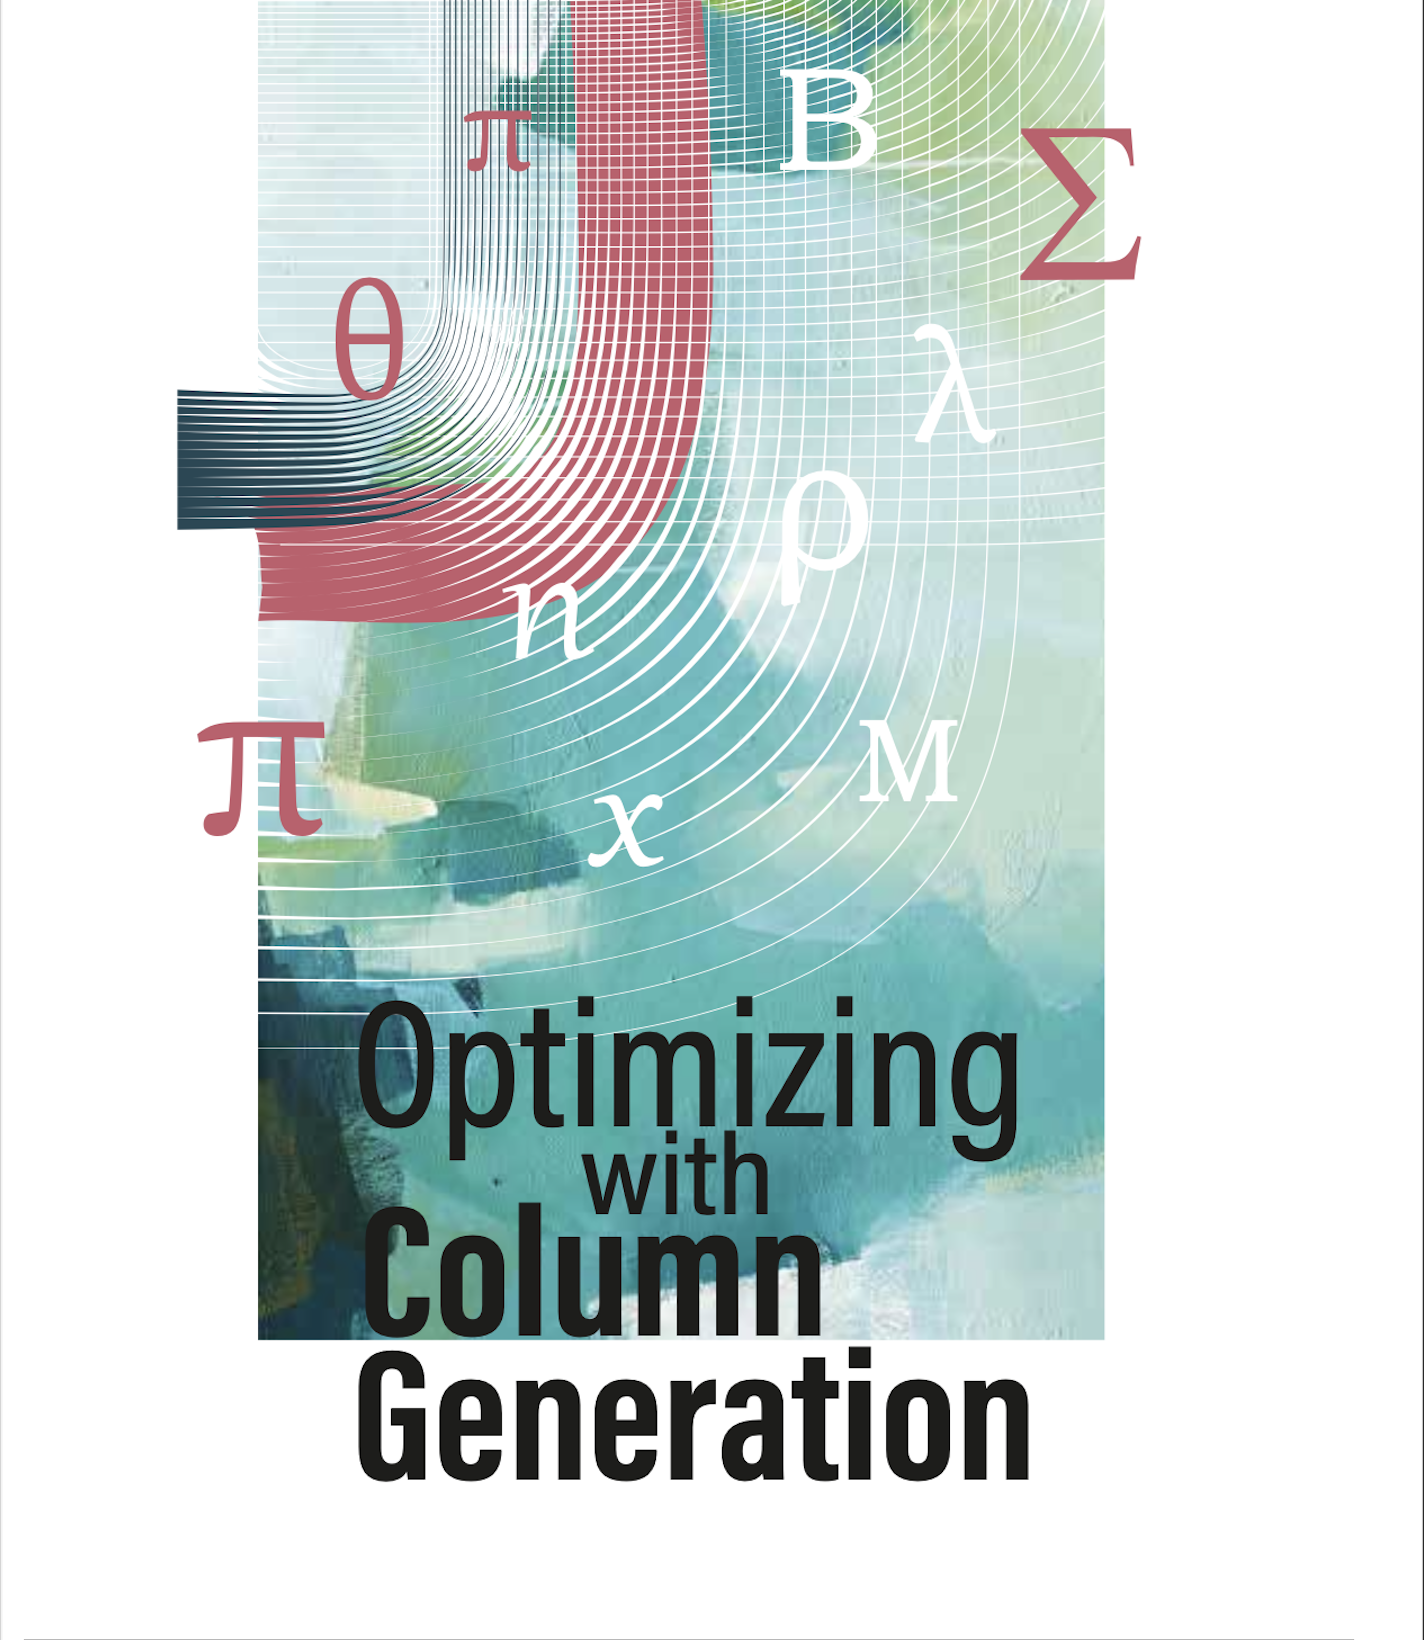 π
B
Σ
θ
λ
ρ
n
π
M
x
Optimizing
with
Column
Generation